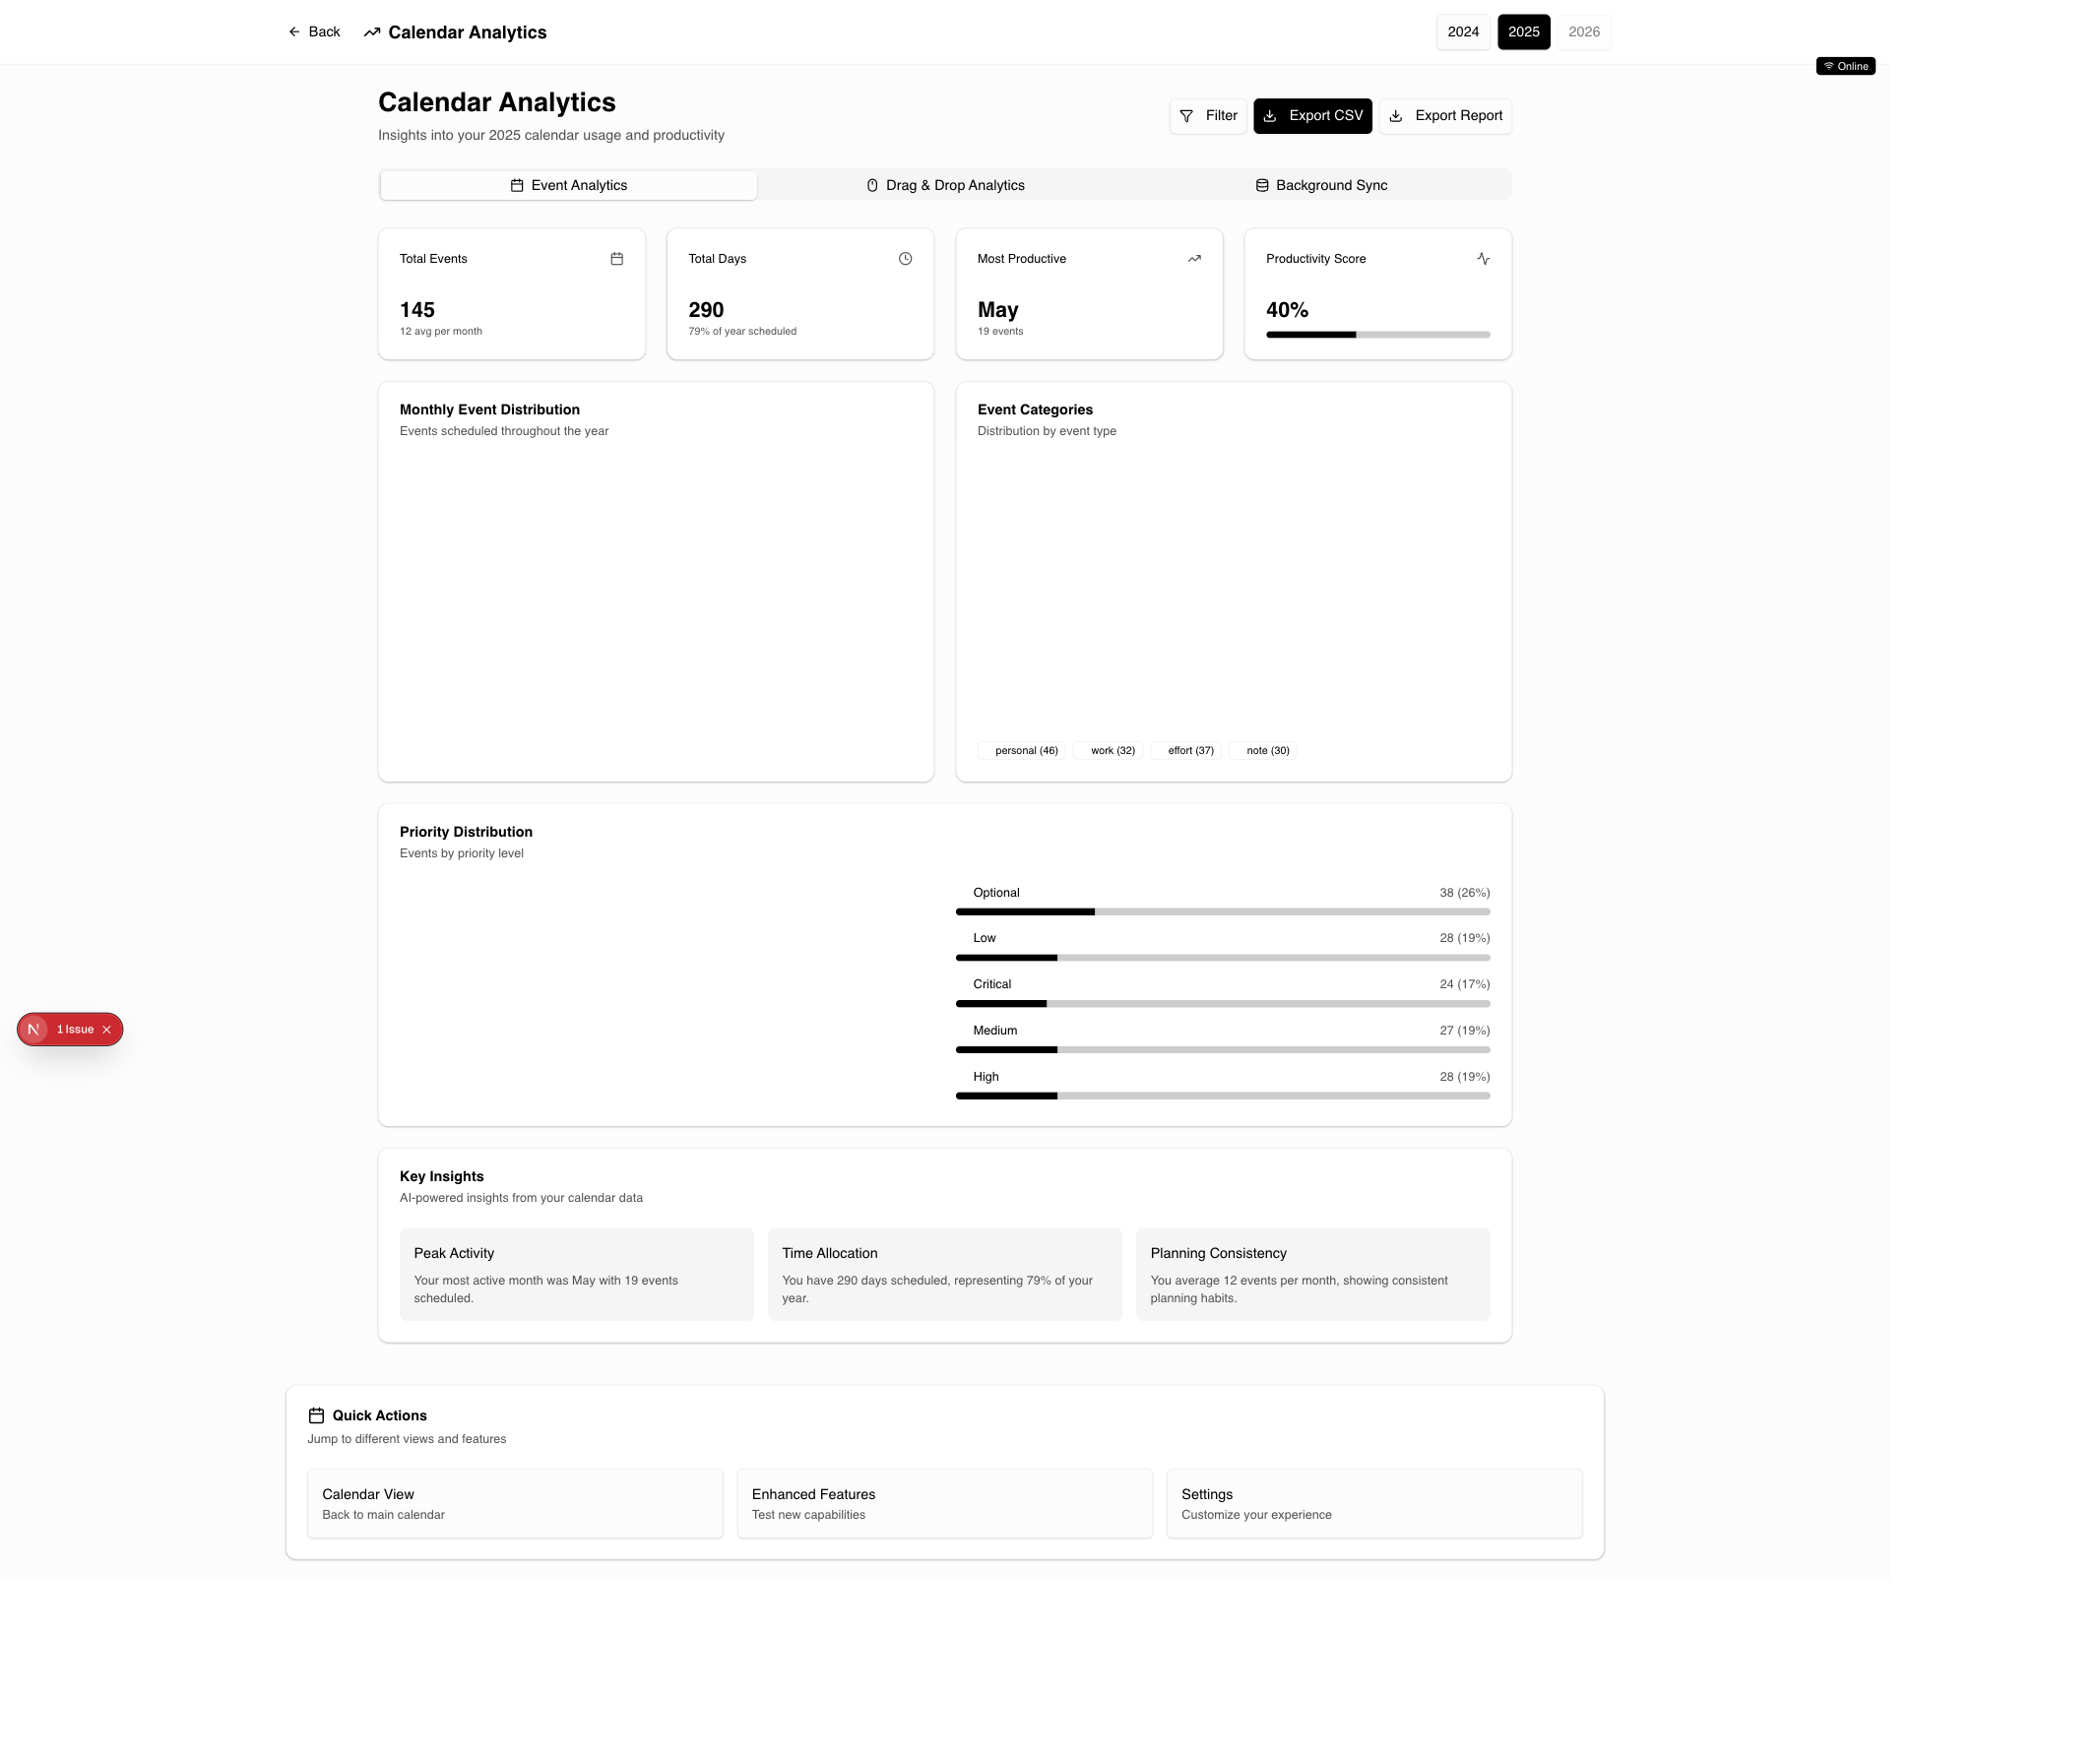 Back
Calendar Analytics
2024
2025
2026
Online
Calendar Analytics
Insights into your 2025 calendar usage and productivity
Filter
Export CSV
Export Report
Event Analytics
Drag & Drop Analytics
Background Sync
Total Events
145
12 avg per month
Total Days
290
79% of year scheduled
Most Productive
May
19 events
Productivity Score
40%
Monthly Event Distribution
Events scheduled throughout the year
Event Categories
Distribution by event type
personal (46)
work (32)
effort (37)
note (30)
Priority Distribution
Events by priority level
Optional
38 (26%)
Low
28 (19%)
Critical
24 (17%)
Medium
27 (19%)
High
28 (19%)
N
1 Issue
Key Insights
AI-powered insights from your calendar data
Peak Activity
Your most active month was May with 19 events
scheduled.
Time Allocation
You have 290 days scheduled, representing 79% of your
year.
Planning Consistency
You average 12 events per month, showing consistent
planning habits.
Quick Actions
Jump to different views and features
Calendar View
Back to main calendar
Enhanced Features
Test new capabilities
Settings
Customize your experience